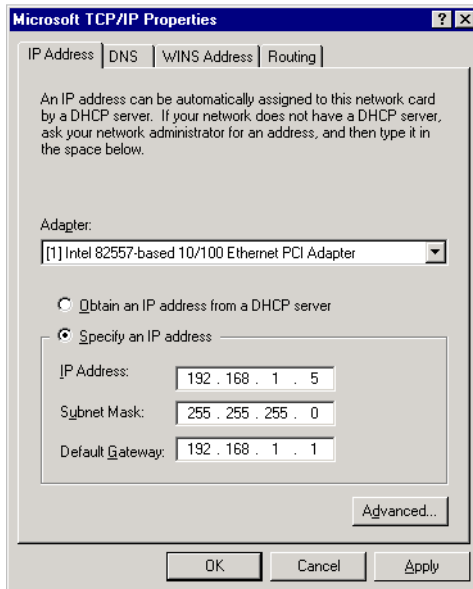 Microsoft TCP/IP Properties
IP Address
DNS
WINS Address
Routing
An IP address can be automatically assigned to this network card
by a DHCP server. If your network does not have a DHCP server,
ask your network administrator for an address, and then type it in
the space below.
Adapter:
[1] Intel 82557-based 10/100 Ethernet PCI Adapter
Obtain an IP address from a DHCP server
Specify an IP address
IP Address: 192 . 168 . 1 . 5
Subnet Mask: 255 . 255 . 255 . 0
Default Gateway: 192 . 168 . 1 . 1
Advanced...
OK
Cancel
Apply